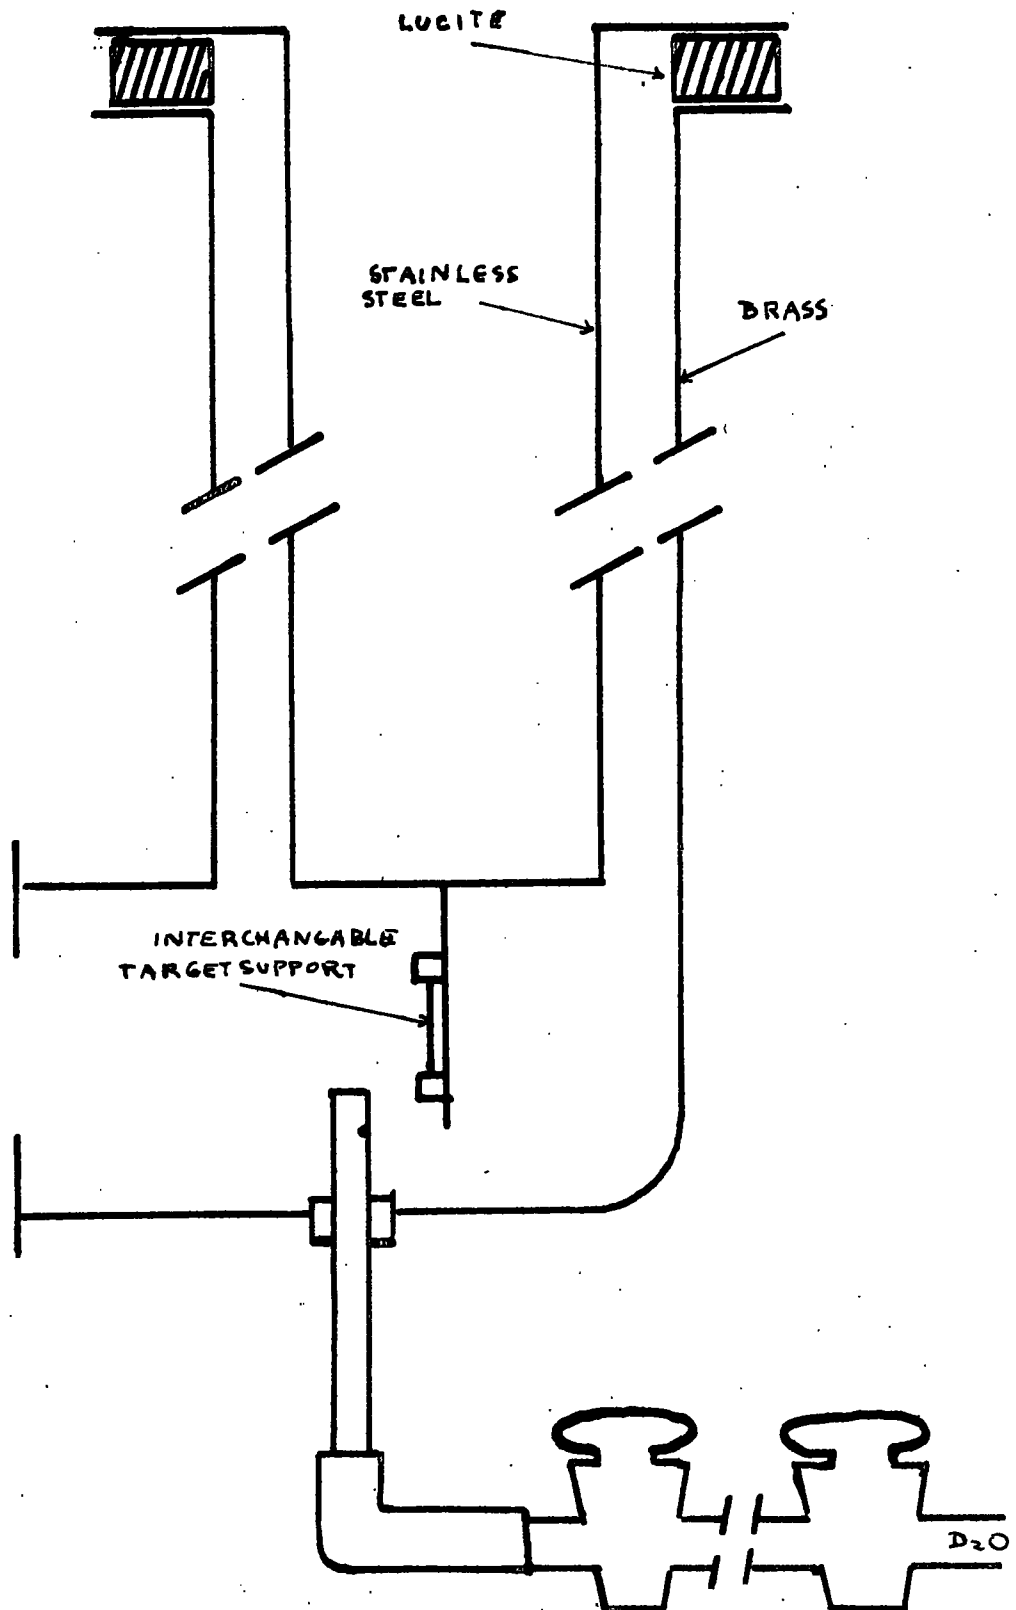 LUCITE
STAINLESS
STEEL
BRASS
INTERCHANGABLE
TARGET SUPPORT
D2O